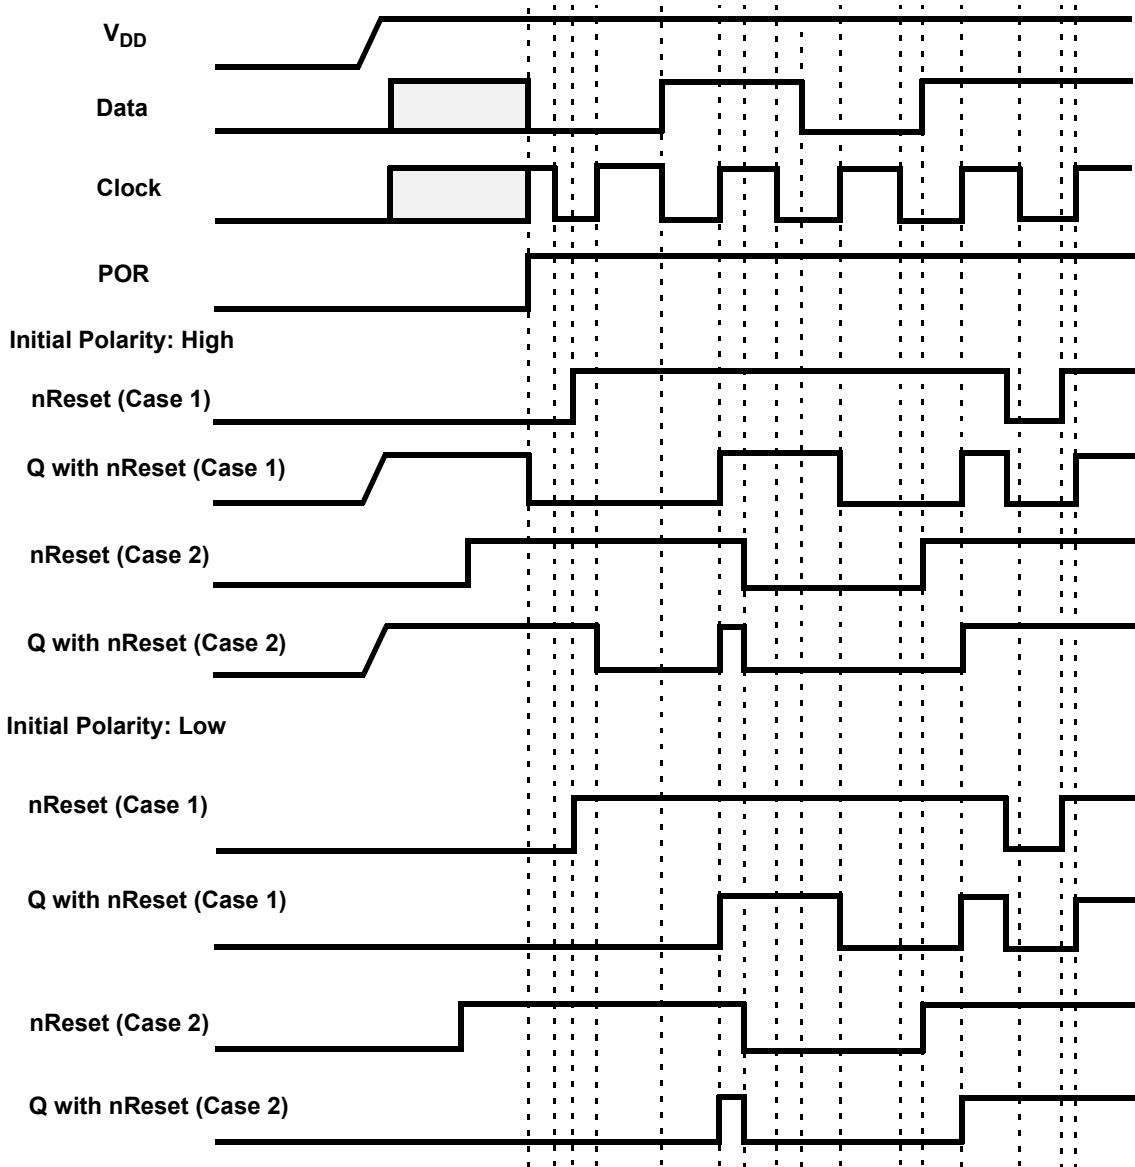 VDD
Data
Clock
POR
Initial Polarity: High
nReset (Case 1)
Q with nReset (Case 1)
nReset (Case 2)
Q with nReset (Case 2)
Initial Polarity: Low
nReset (Case 1)
Q with nReset (Case 1)
nReset (Case 2)
Q with nReset (Case 2)